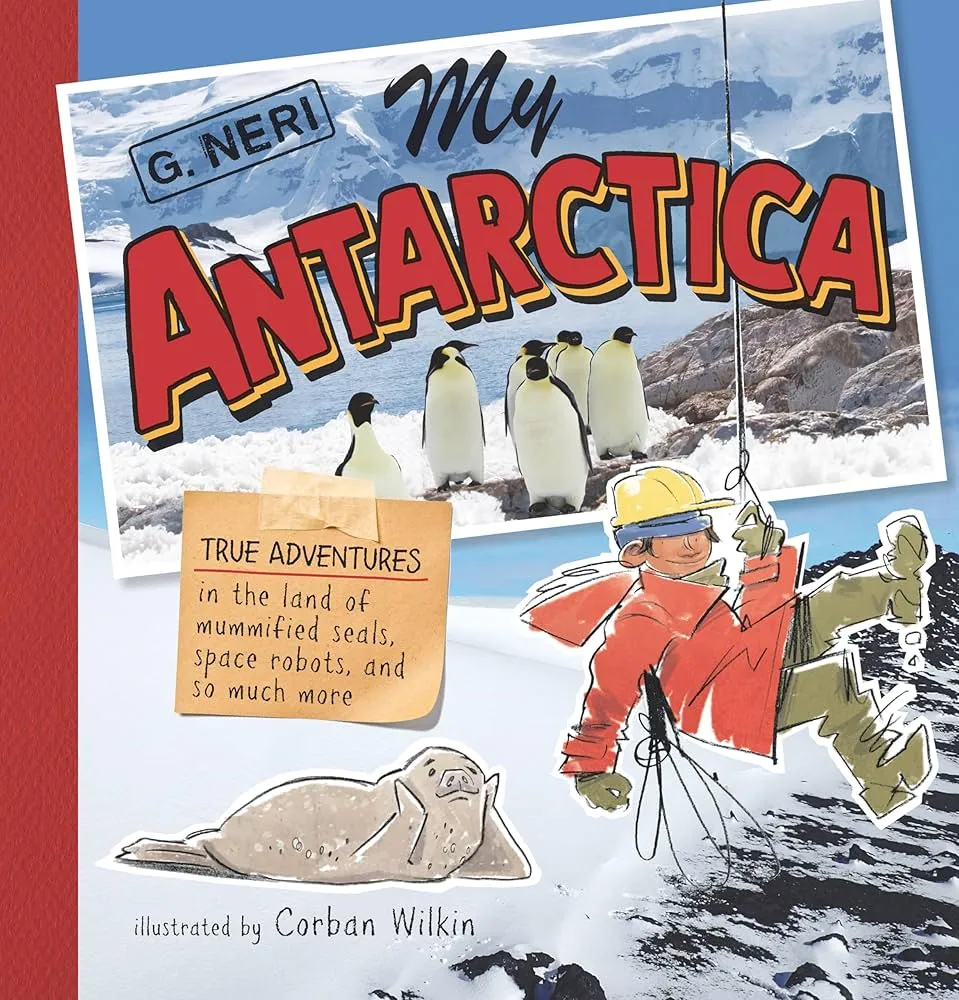 G. NERI
My
ANTARCTICA
TRUE ADVENTURES
in the land of
mummified seals,
space robots, and
so much more
illustrated by Corban Wilkin